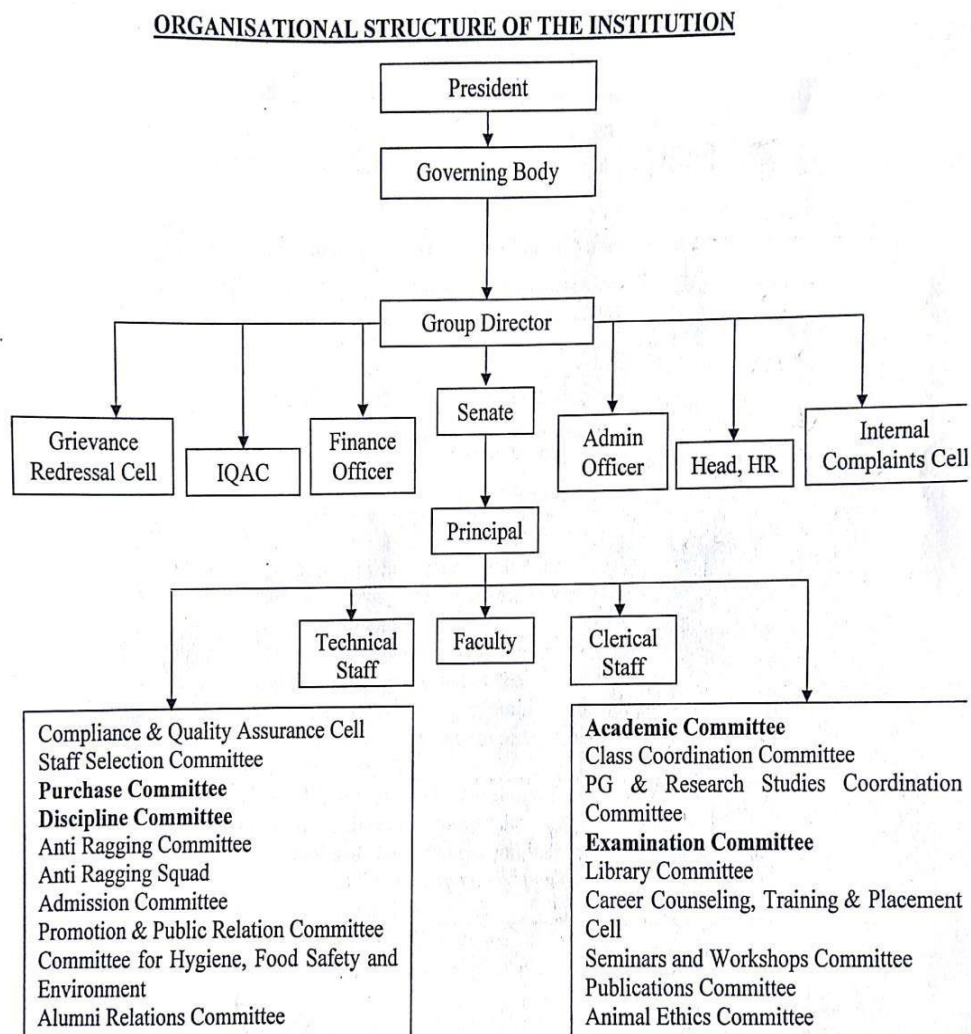 ORGANISATIONAL STRUCTURE OF THE INSTITUTION
President
Governing Body
Group Director
Senate
Grievance
Redressal Cell
IQAC
Finance
Officer
Admin
Officer
Head, HR
Internal
Complaints Cell
Principal
Technical
Staff
Faculty
Clerical
Staff
Compliance & Quality Assurance Cell
Staff Selection Committee
Purchase Committee
Discipline Committee
Anti Ragging Committee
Anti Ragging Squad
Admission Committee
Promotion & Public Relation Committee
Committee for Hygiene, Food Safety and
Environment
Alumni Relations Committee
Academic Committee
Class Coordination Committee
PG & Research Studies Coordination
Committee
Examination Committee
Library Committee
Career Counseling, Training & Placement
Cell
Seminars and Workshops Committee
Publications Committee
Animal Ethics Committee